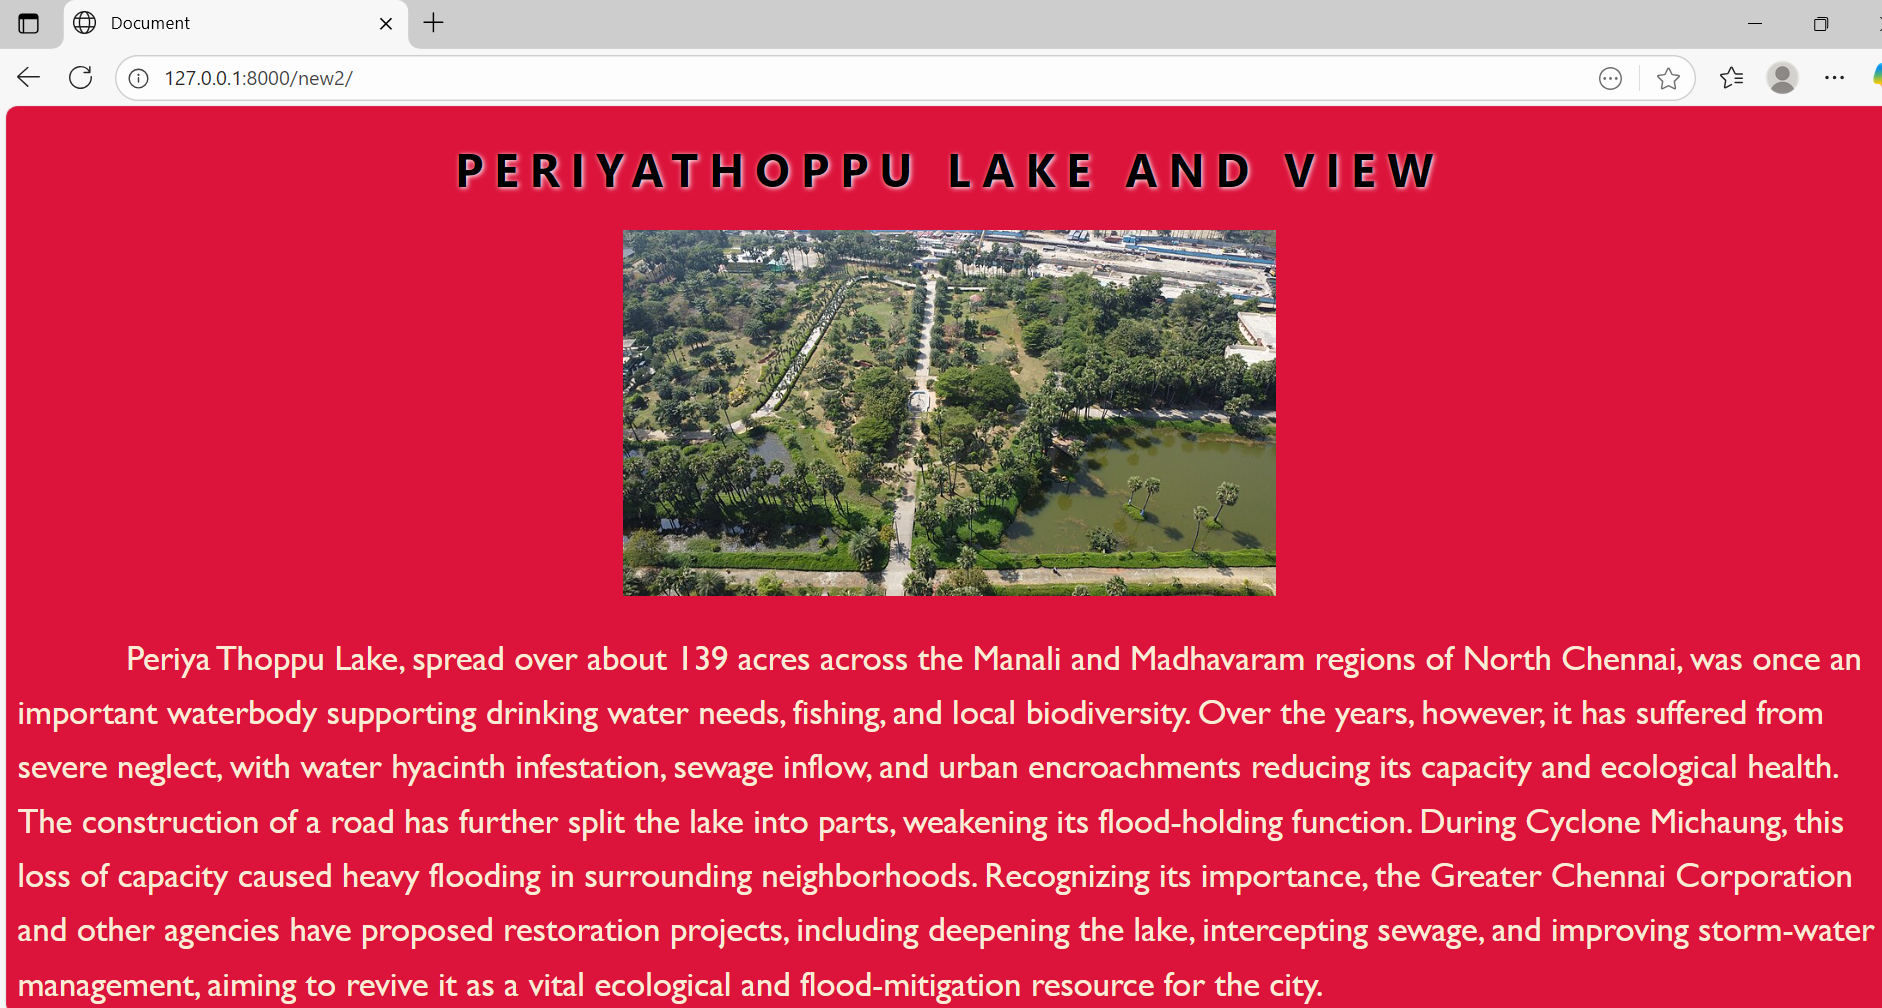 Document
127.0.0.1:8000/new2/
PERIYATHOPPU LAKE AND VIEW
Periya Thoppu Lake, spread over about 139 acres across the Manali and Madhavaram regions of North Chennai, was once an
important waterbody supporting drinking water needs, fishing, and local biodiversity. Over the years, however, it has suffered from
severe neglect, with water hyacinth infestation, sewage inflow, and urban encroachments reducing its capacity and ecological health.
The construction of a road has further split the lake into parts, weakening its flood-holding function. During Cyclone Michaung, this
loss of capacity caused heavy flooding in surrounding neighborhoods. Recognizing its importance, the Greater Chennai Corporation
and other agencies have proposed restoration projects, including deepening the lake, intercepting sewage, and improving storm-water
management, aiming to revive it as a vital ecological and flood-mitigation resource for the city.